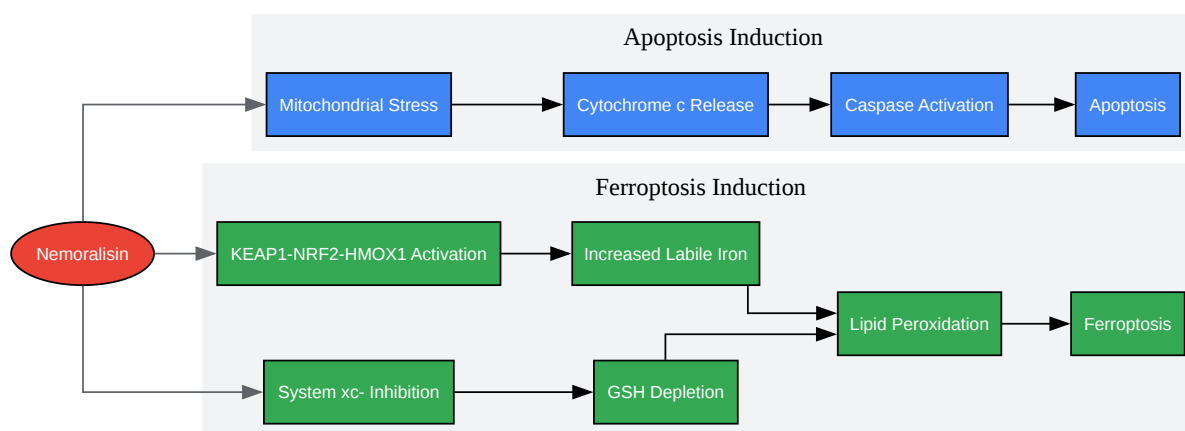 Apoptosis Induction
Mitochondrial Stress
Cytochrome c Release
Caspase Activation
Apoptosis
Ferroptosis Induction
Nemoralisin
KEAP1-NRF2-HMOX1 Activation
Increased Labile Iron
Lipid Peroxidation
Ferroptosis
System xc- Inhibition
GSH Depletion